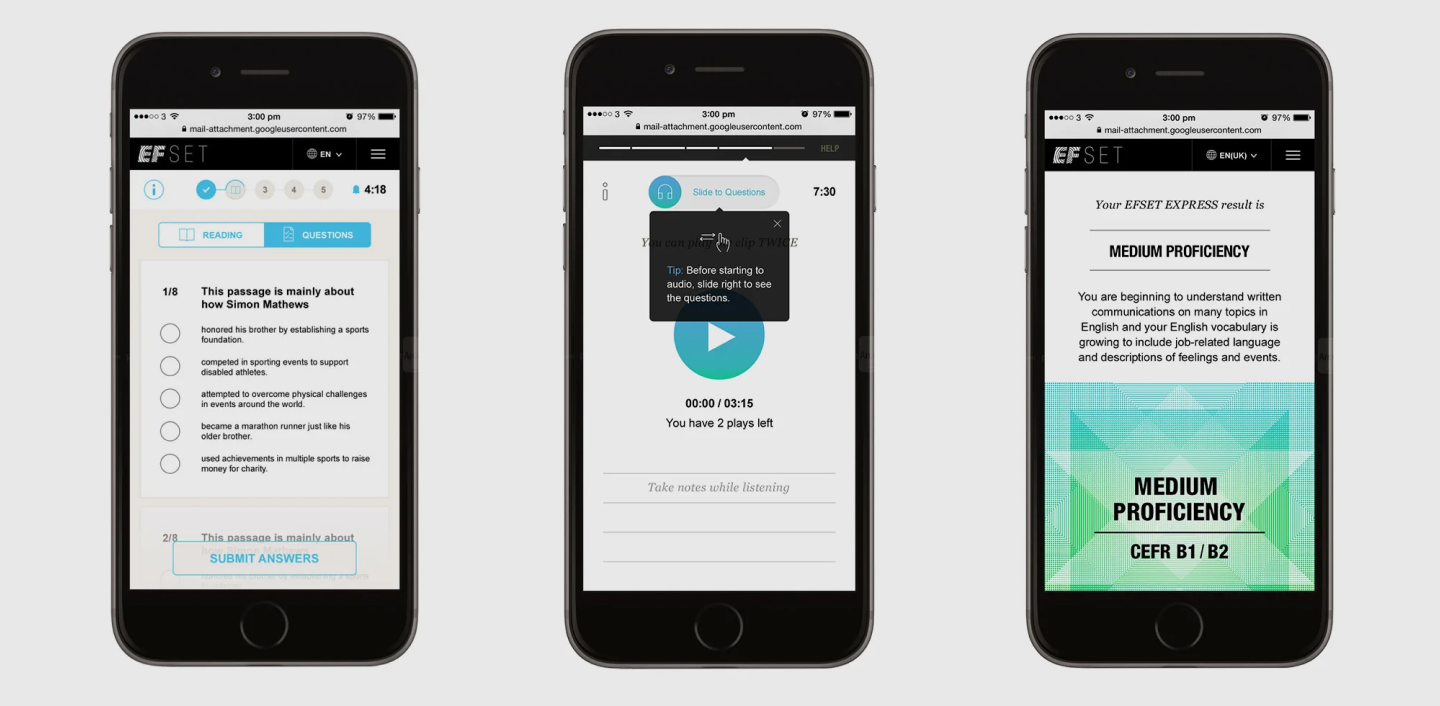 3
3:00 pm
97%
mail-attachment.googleusercontent.com
EFSET
EN
3
4
5
4:18
READING
QUESTIONS
1/8
This passage is mainly about
how Simon Mathews
honored his brother by establishing a sports
foundation.
competed in sporting events to support
disabled athletes.
attempted to overcome physical challenges
in events around the world.
became a marathon runner just like his
older brother.
used achievements in multiple sports to raise
money for charity.
2/8
This passage is mainly about
how Simon Mathews
SUBMIT ANSWERS
3
3:00 pm
97%
mail-attachment.googleusercontent.com
HELP
Slide to Questions
7:30
You can play clip TWICE
Tip: Before starting to
audio, slide right to see
the questions.
00:00 / 03:15
You have 2 plays left
Take notes while listening
3
3:00 pm
97%
mail-attachment.googleusercontent.com
EFSET
EN(UK)
Your EFSET EXPRESS result is
MEDIUM PROFICIENCY
You are beginning to understand written
communications on many topics in
English and your English vocabulary is
growing to include job-related language
and descriptions of feelings and events.
MEDIUM
PROFICIENCY
CEFR B1/B2